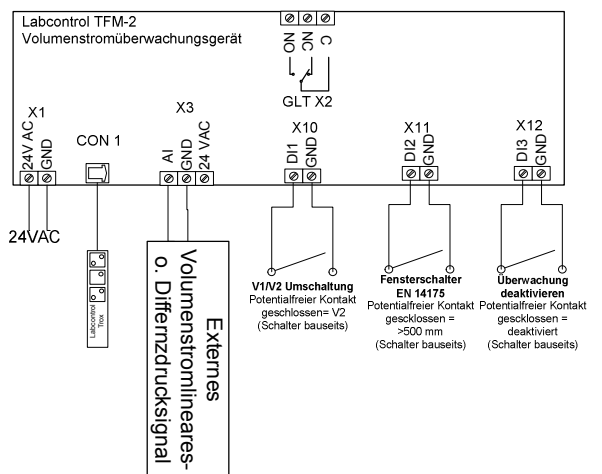 Labcontrol TFM-2
Volumenstromüberwachungsgerät
NO
NC
C
GLT X2
X1
24V AC
GND
CON 1
X3
AI
GND
24 VAC
X10
DI1
GND
X11
DI2
GND
X12
DI3
GND
24VAC
Labcontrol
Trox
Externes
Volumenstromlineares-
o. Differnzdrucksignal
V1/V2 Umschaltung
Potentialfreier Kontakt
geschlossen= V2
(Schalter bauseits)
Fensterschalter
EN 14175
Potentialfreier Kontakt
gescklossen =
>500 mm
(Schalter bauseits)
Überwachung
deaktivieren
Potentialfreier Kontakt
gescklossen =
deaktiviert
(Schalter bauseits)